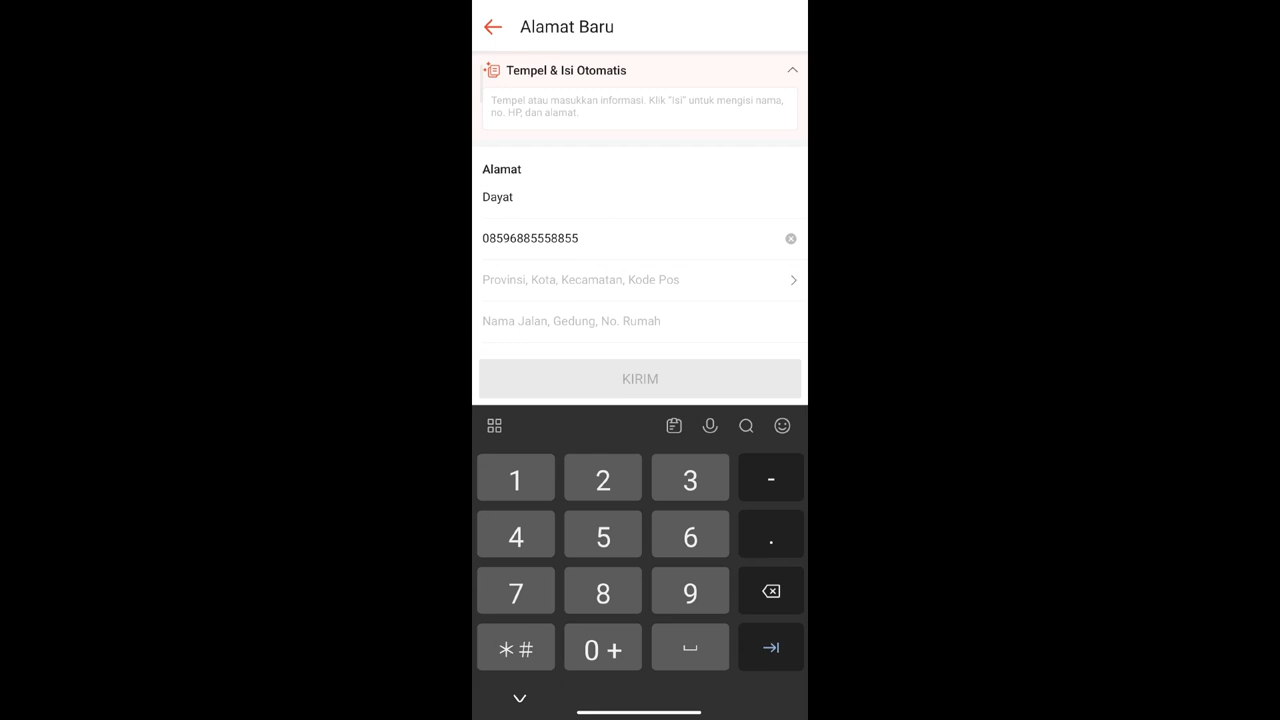 Alamat Baru
Tempel & Isi Otomatis
Tempel atau masukkan informasi. Klik "Isi" untuk mengisi nama,
no. HP, dan alamat.
Alamat
Dayat
08596885558855
Provinsi, Kota, Kecamatan, Kode Pos
Nama Jalan, Gedung, No. Rumah
KIRIM
1 2 3 -
4 5 6 .
7 8 9
*# 0 +